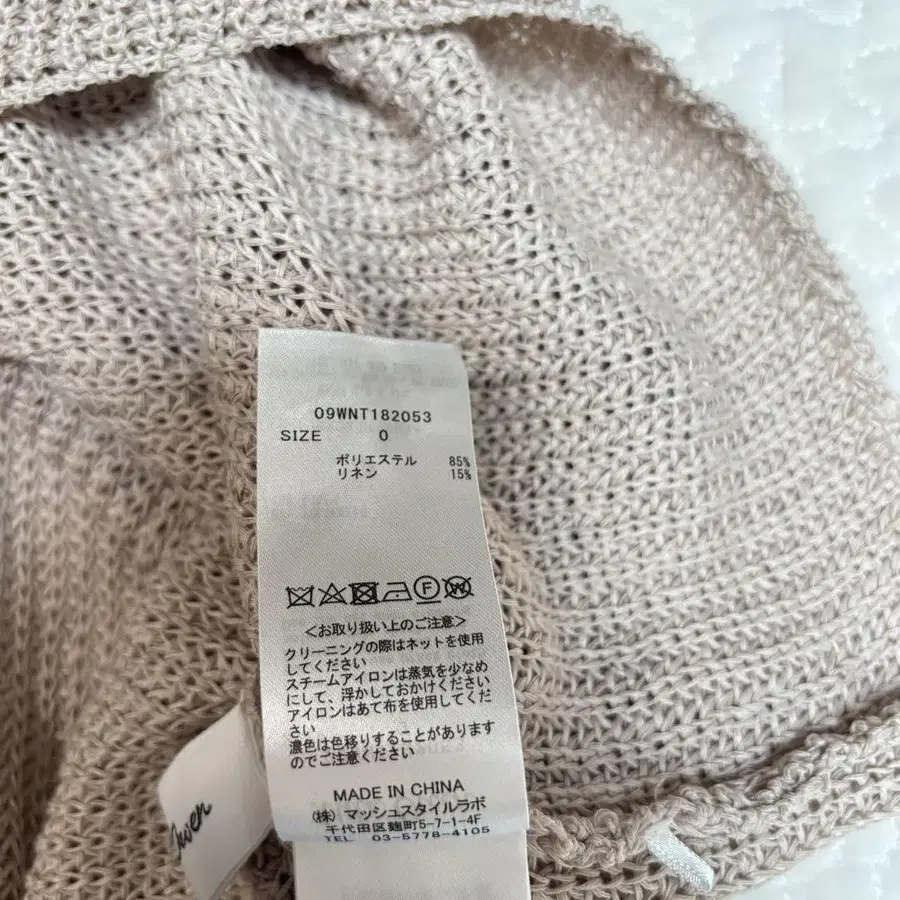 09WNT182053
SIZE 0
ポリエステル 85%
リネン 15%
F W
<お取り扱い上のご注意>
クリーニングの際はネットを使用
してください
スチームアイロンは蒸気を少なめ
にして、浮かしておかけください
アイロンはあて布を使用してくだ
さい
濃色は色移りすることがあります
のでご注意ください
MADE IN CHINA
(株) マッシュスタイルラボ
千代田区麹町5-7-1-4F
TEL 03-5778-4105
Owen